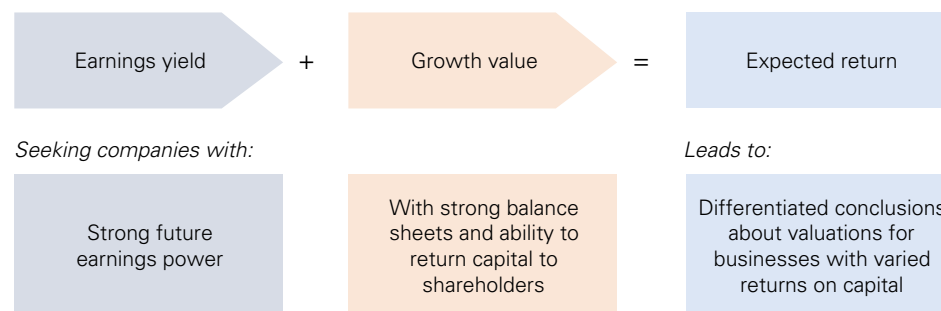 Earnings yield + Growth value = Expected return
Seeking companies with:
Leads to:
Strong future
earnings power
With strong balance
sheets and ability to
return capital to
shareholders
Differentiated conclusions
about valuations for
businesses with varied
returns on capital